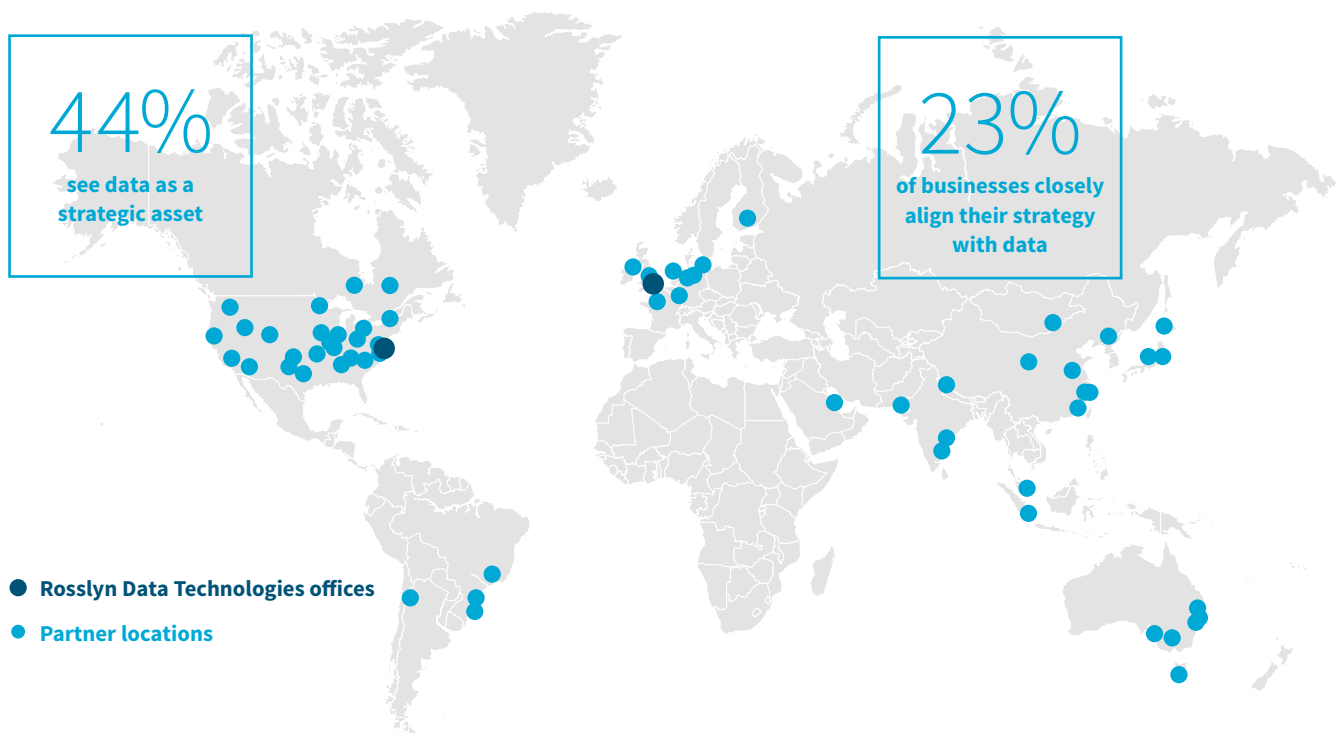 44%
see data as a
strategic asset
23%
of businesses closely
align their strategy
with data
Rosslyn Data Technologies offices
Partner locations